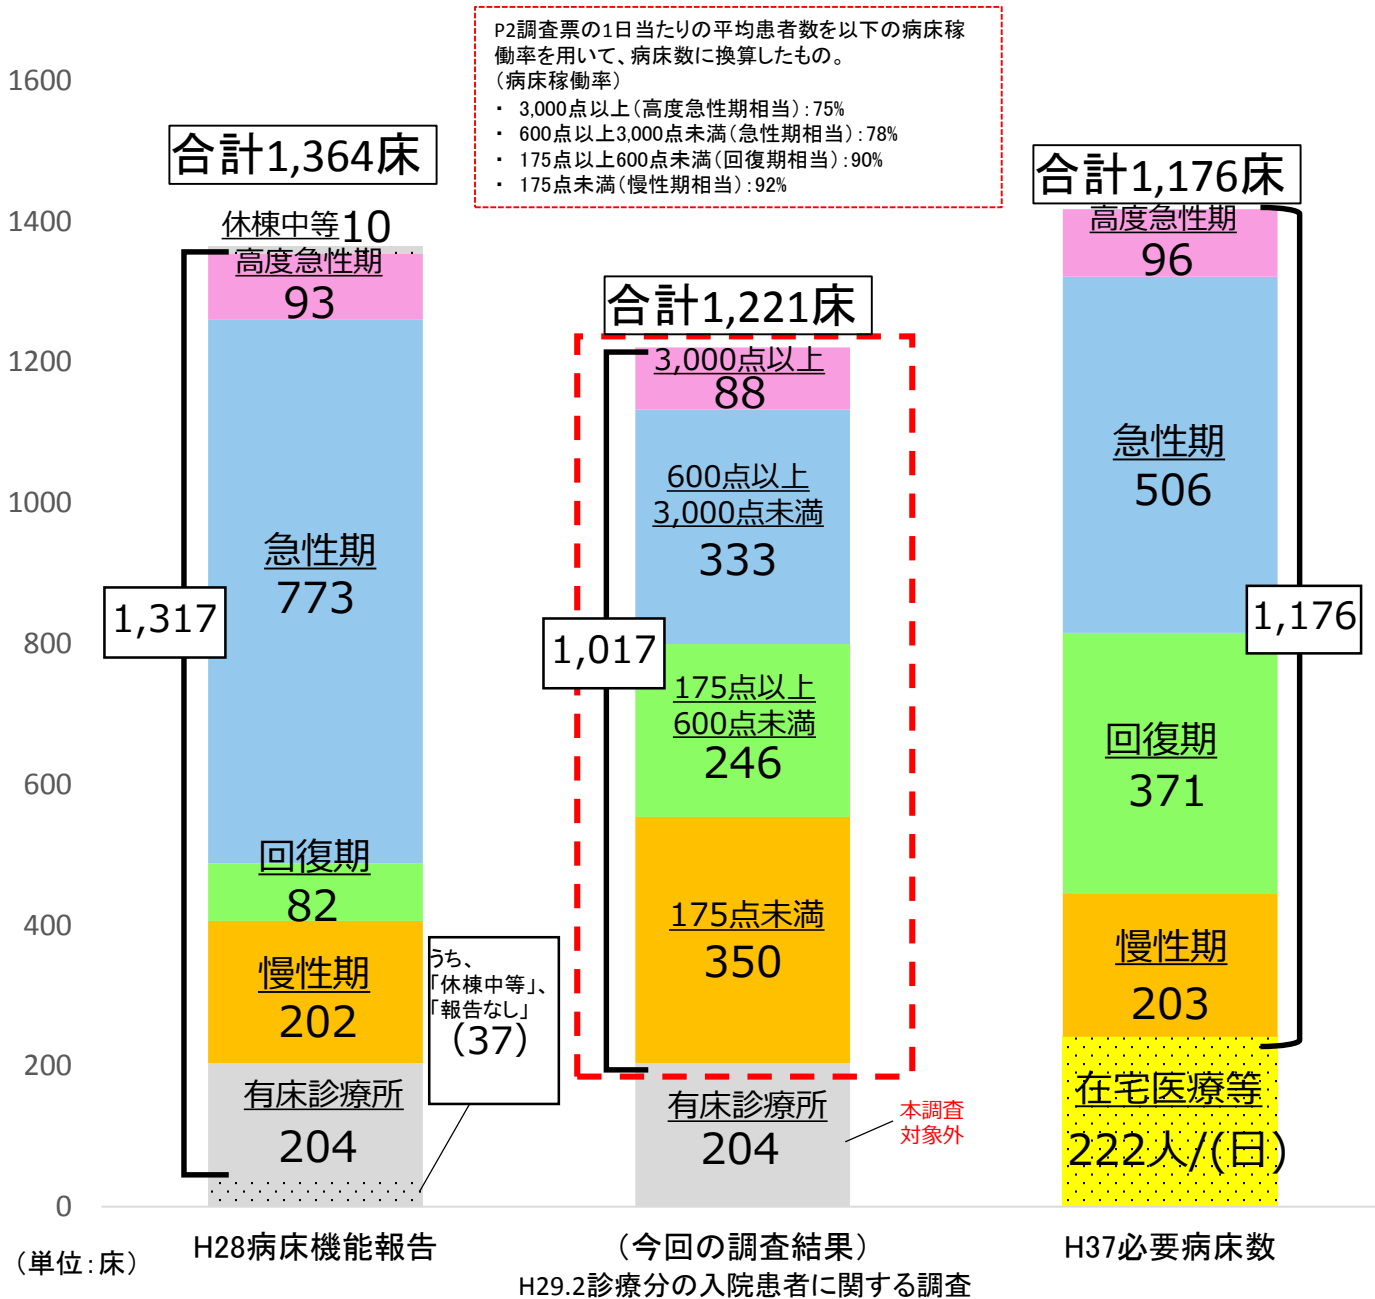 P2調査票の1日当たりの平均患者数を以下の病床稼
働率を用いて、病床数に換算したもの。
（病床稼働率）
・ 3,000点以上（高度急性期相当）：75%
・ 600点以上3,000点未満（急性期相当）：78%
・ 175点以上600点未満（回復期相当）：90%
・ 175点未満（慢性期相当）：92%
1600
1400
1200
1000
800
600
400
200
0
（単位：床）
合計1,364床
休棟中等10
高度急性期
93
急性期
773
1,317
回復期
82
慢性期
202
うち、
「休棟中等」、
「報告なし」
（37）
有床診療所
204
H28病床機能報告
合計1,221床
3,000点以上
88
600点以上
3,000点未満
333
1,017
175点以上
600点未満
246
175点未満
350
有床診療所
204
本調査
対象外
（今回の調査結果）
H29.2診療分の入院患者に関する調査
合計1,176床
高度急性期
96
急性期
506
1,176
回復期
371
慢性期
203
在宅医療等
222人/(日)
H37必要病床数